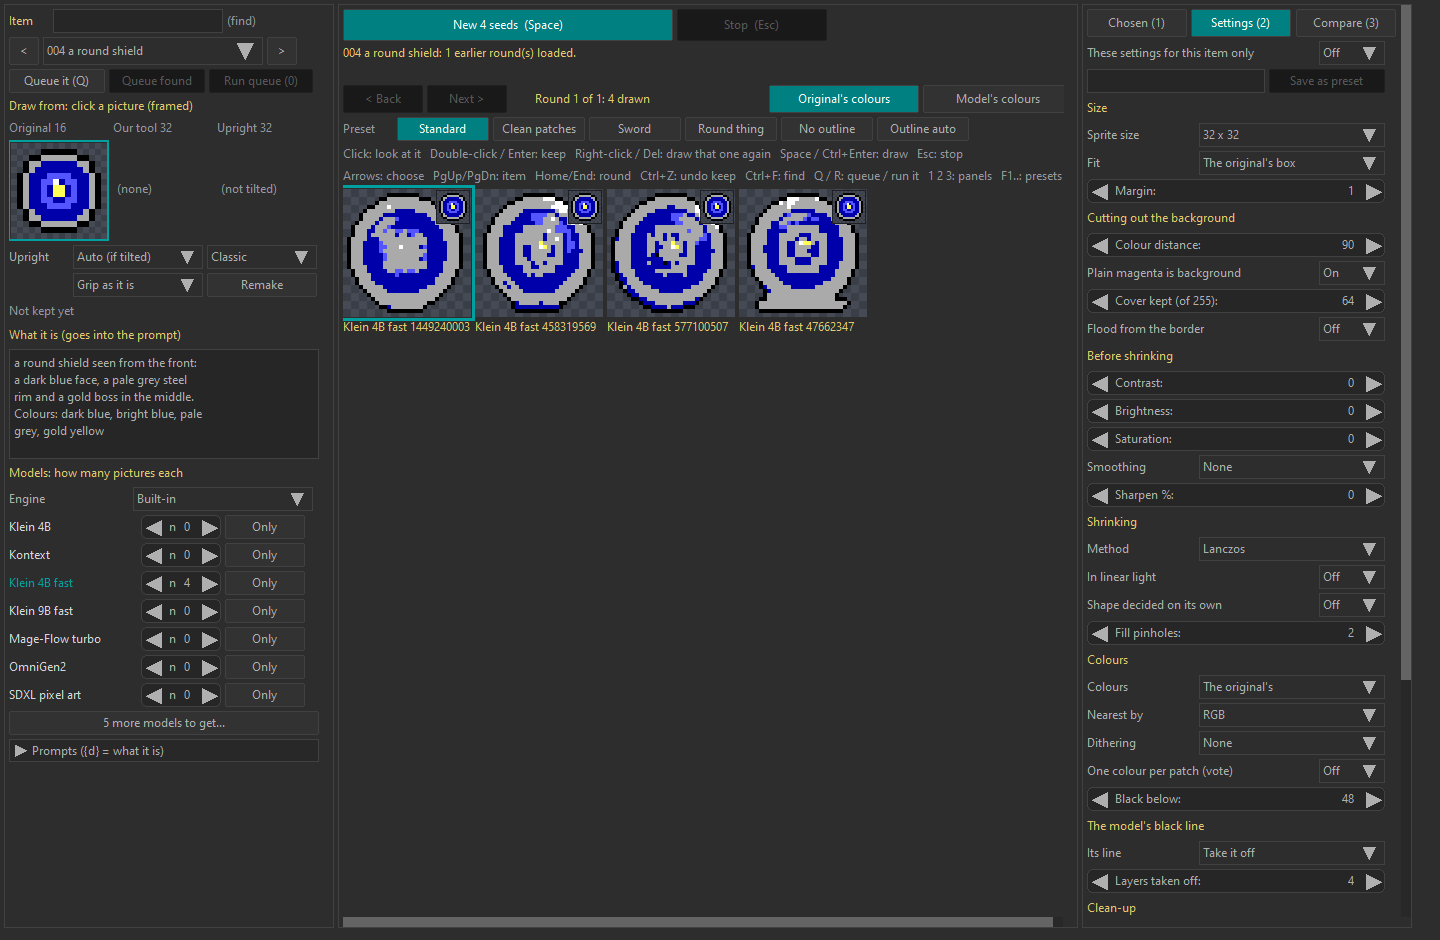 Item (find)
< 004 a round shield >
Queue it (Q) Queue found Run queue (0)
Draw from: click a picture (framed)
Original 16 Our tool 32 Upright 32
(none) (not tilted)
Upright Auto (if tilted) Classic
Grip as it is Remake
Not kept yet
What it is (goes into the prompt)
a round shield seen from the front:
a dark blue face, a pale grey steel
rim and a gold boss in the middle.
Colours: dark blue, bright blue, pale
grey, gold yellow
Models: how many pictures each
Engine Built-in
Klein 4B n 0 Only
Kontext n 0 Only
Klein 4B fast n 4 Only
Klein 9B fast n 0 Only
Mage-Flow turbo n 0 Only
OmniGen2 n 0 Only
SDXL pixel art n 0 Only
5 more models to get...
Prompts ({d} = what it is)
New 4 seeds (Space) Stop (Esc)
004 a round shield: 1 earlier round(s) loaded.
< Back Next > Round 1 of 1: 4 drawn Original's colours Model's colours
Preset Standard Clean patches Sword Round thing No outline Outline auto
Click: look at it Double-click / Enter: keep Right-click / Del: draw that one again Space / Ctrl+Enter: draw Esc: stop
Arrows: choose PgUp/PgDn: item Home/End: round Ctrl+Z: undo keep Ctrl+F: find Q / R: queue / run it 1 2 3: panels F1..: presets
Klein 4B fast 1449240003 Klein 4B fast 458319569 Klein 4B fast 577100507 Klein 4B fast 47662347
Chosen (1) Settings (2) Compare (3)
These settings for this item only Off
Save as preset
Size
Sprite size 32 x 32
Fit The original's box
Margin: 1
Cutting out the background
Colour distance: 90
Plain magenta is background On
Cover kept (of 255): 64
Flood from the border Off
Before shrinking
Contrast: 0
Brightness: 0
Saturation: 0
Smoothing None
Sharpen %: 0
Shrinking
Method Lanczos
In linear light Off
Shape decided on its own Off
Fill pinholes: 2
Colours
Colours The original's
Nearest by RGB
Dithering None
One colour per patch (vote) Off
Black below: 48
The model's black line
Its line Take it off
Layers taken off: 4
Clean-up